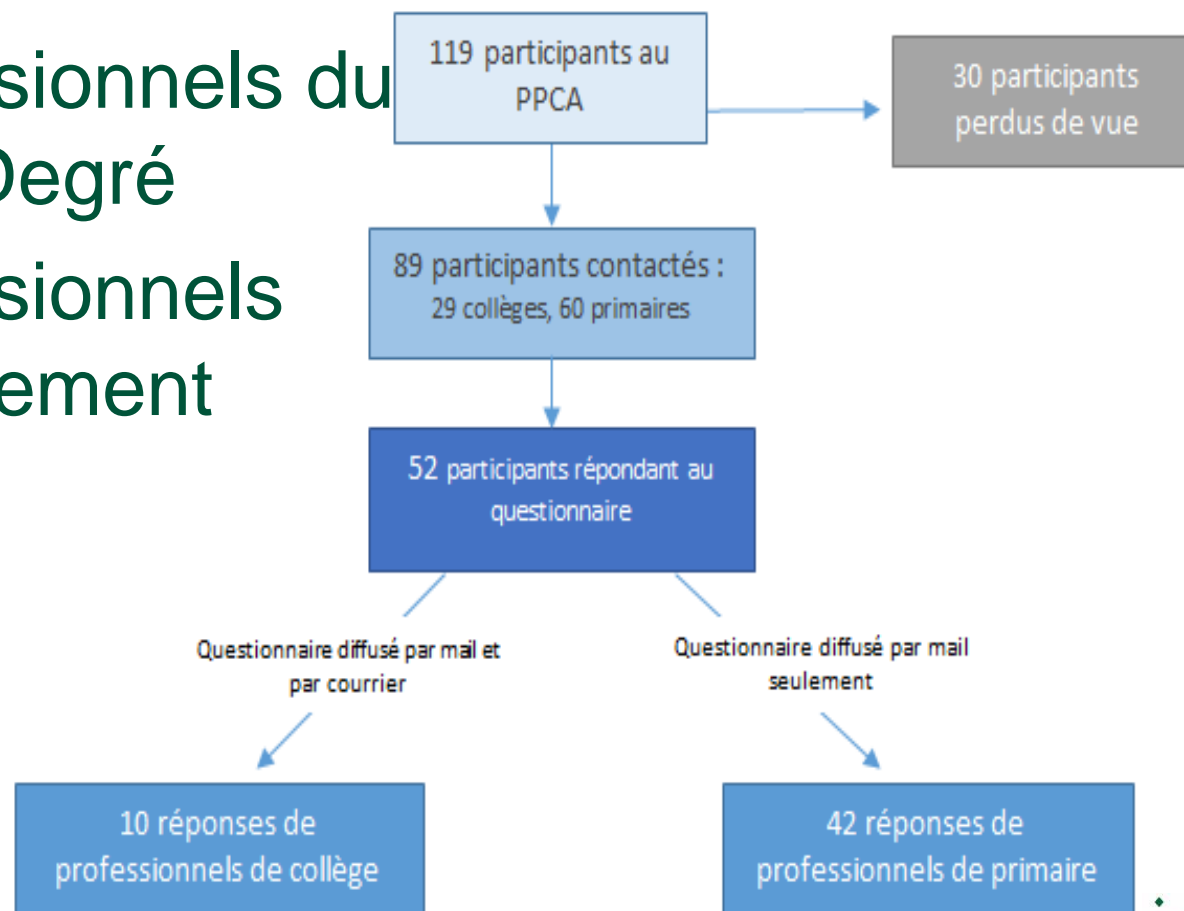 sionnels du
Degré
sionnels
ement
119 participants au
PPCA
30 participants
perdus de vue
89 participants contactés :
29 collèges, 60 primaires
52 participants répondant au
questionnaire
Questionnaire diffusé par mail et
par courrier
Questionnaire diffusé par mail
seulement
10 réponses de
professionnels de collège
42 réponses de
professionnels de primaire